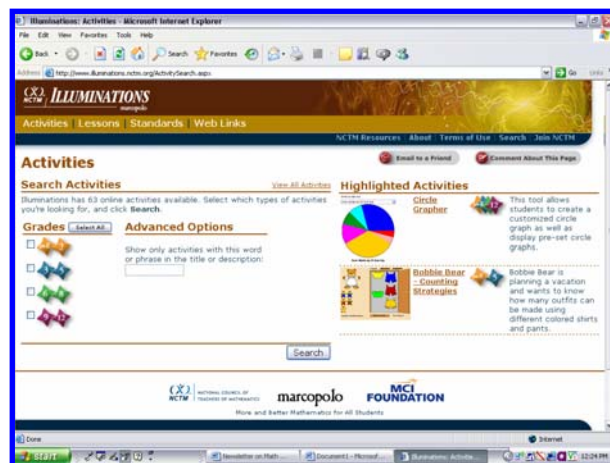 Illuminations: Activities - Microsoft Internet Explorer
File Edit View Favorites Tools Help
Back Search Favorites
Address http://www.illuminations.nctm.org/ActivitySearch.aspx Go Links
NCTM ILLUMINATIONS
marcopolo
Activities | Lessons | Standards | Web Links
NCTM Resources | About | Terms of Use | Search | Join NCTM
Activities
Email to a Friend Comment About This Page
Search Activities View All Activities
Illuminations has 63 online activities available. Select which types of activities
you're looking for, and click Search.
Grades Select All Advanced Options
Show only activities with this word
or phrase in the title or description:
Search
Highlighted Activities
Circle
Grapher
This tool allows
students to create a
customized circle
graph as well as
display pre-set circle
graphs.
Bobbie Bear
- Counting
Strategies
Bobbie Bear is
planning a vacation
and wants to know
how many outfits can
be made using
different colored shirts
and pants.
NCTM NATIONAL COUNCIL OF
TEACHERS OF MATHEMATICS
marcopolo
MCI
FOUNDATION
More and Better Mathematics for All Students
Done Internet
start Newsletter on Math ... Document1 - Microsof... Illuminations: Activitie... 12:24 PM